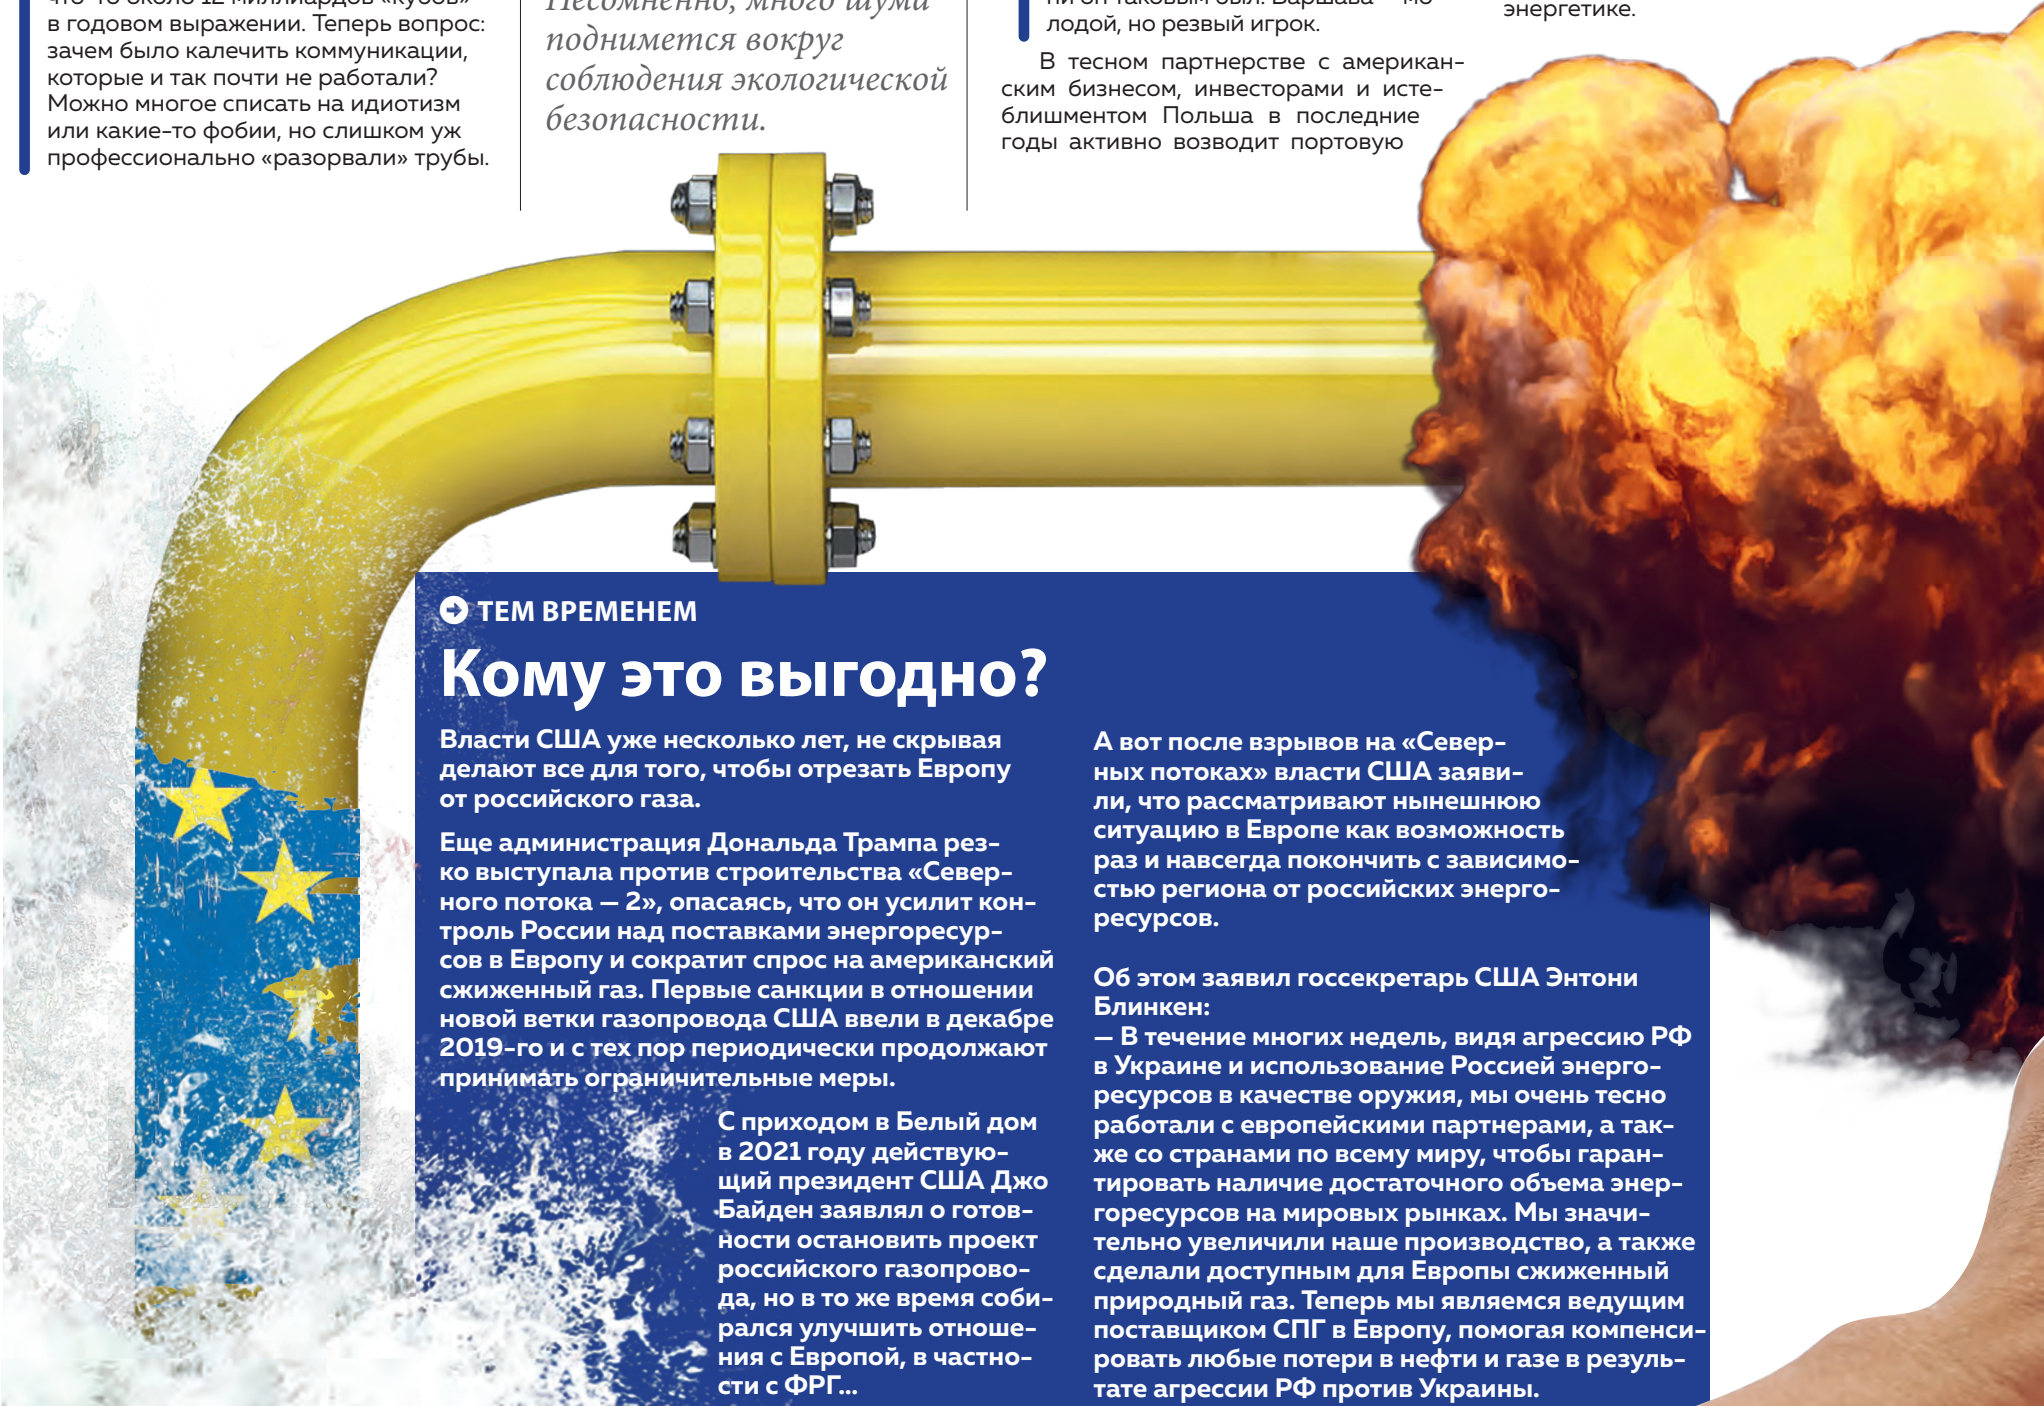 в годовом выражении. Теперь вопрос:
зачем было калечить коммуникации,
которые и так почти не работали?
Можно многое списать на идиотизм
или какие-то фобии, но слишком уж
профессионально «разорвали» трубы.
Несомненно, много шума
поднимется вокруг
соблюдения экологической
безопасности.
лодой, но резвый игрок.
В тесном партнерстве с американ-
ским бизнесом, инвесторами и исте-
блишментом Польша в последние
годы активно возводит портовую
энергетике.
ТЕМ ВРЕМЕНЕМ
Кому это выгодно?
Власти США уже несколько лет, не скрывая
делают все для того, чтобы отрезать Европу
от российского газа.
Еще администрация Дональда Трампа рез-
ко выступала против строительства «Север-
ного потока — 2», опасаясь, что он усилит кон-
троль России над поставками энергоресур-
сов в Европу и сократит спрос на американский
сжиженный газ. Первые санкции в отношении
новой ветки газопровода США ввели в декабре
2019-го и с тех пор периодически продолжают
принимать ограничительные меры.
С приходом в Белый дом
в 2021 году действую-
щий президент США Джо
Байден заявлял о готов-
ности остановить проект
российского газопрово-
да, но в то же время соби-
рался улучшить отноше-
ния с Европой, в частно-
сти с ФРГ...
А вот после взрывов на «Север-
ных потоках» власти США заяви-
ли, что рассматривают нынешнюю
ситуацию в Европе как возможность
раз и навсегда покончить с зависимо-
стью региона от российских энерго-
ресурсов.
Об этом заявил госсекретарь США Энтони
Блинкен:
— В течение многих недель, видя агрессию РФ
в Украине и использование Россией энерго-
ресурсов в качестве оружия, мы очень тесно
работали с европейскими партнерами, а так-
же со странами по всему миру, чтобы гаран-
тировать наличие достаточного объема энер-
горесурсов на мировых рынках. Мы значи-
тельно увеличили наше производство, а также
сделали доступным для Европы сжиженный
природный газ. Теперь мы являемся ведущим
поставщиком СПГ в Европу, помогая компенси-
ровать любые потери в нефти и газе в резуль-
тате агрессии РФ против Украины.